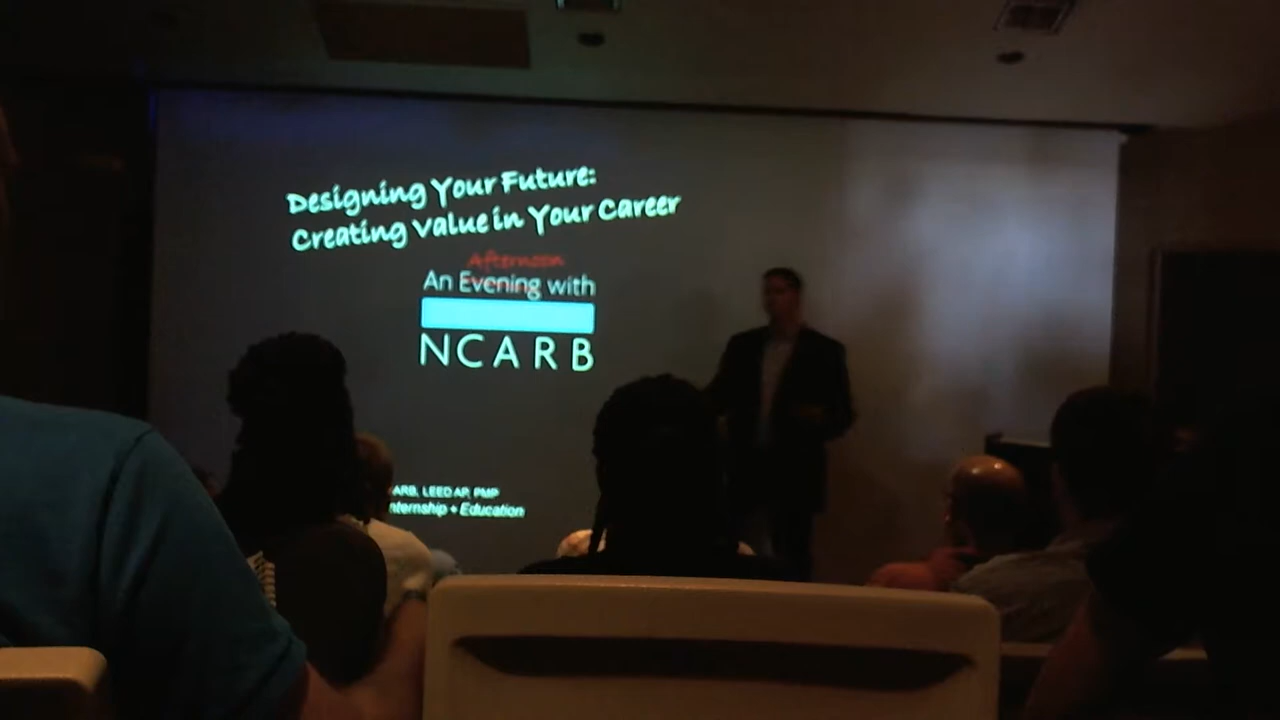 Designing Your Future:
Creating Value in Your Career
Afternoon
An Evening with
NCARB
ARB, LEED AP, PMP
nternship + Education